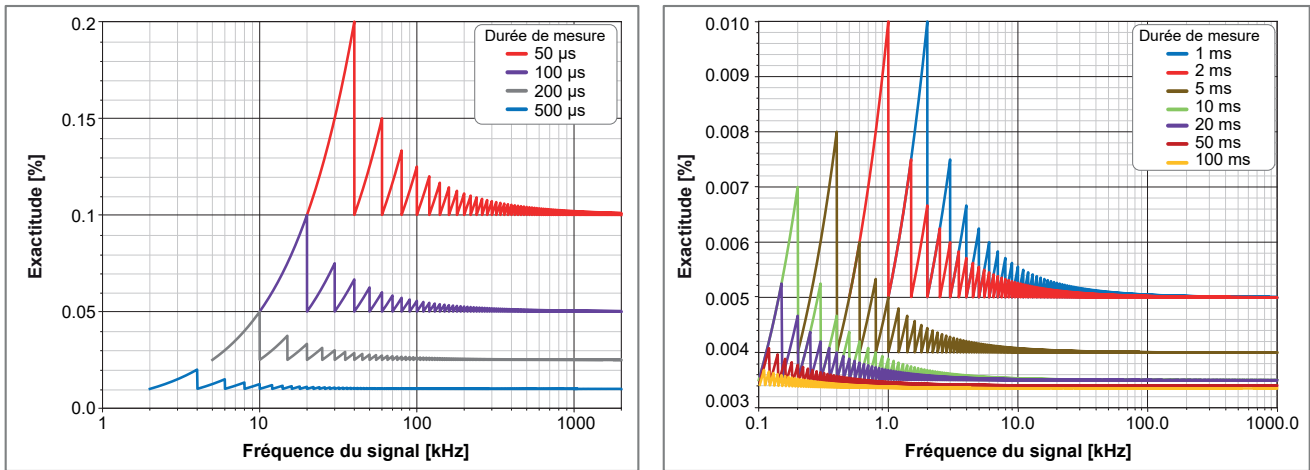 0.2
0.15
0.1
0.05
0.0
Exactitude [%]
1
10
100
1000
Fréquence du signal [kHz]
Durée de mesure
50 µs
100 µs
200 µs
500 µs
0.010
0.009
0.008
0.007
0.006
0.005
0.004
0.003
Exactitude [%]
0.1
1.0
10.0
100.0
1000.0
Fréquence du signal [kHz]
Durée de mesure
1 ms
2 ms
5 ms
10 ms
20 ms
50 ms
100 ms